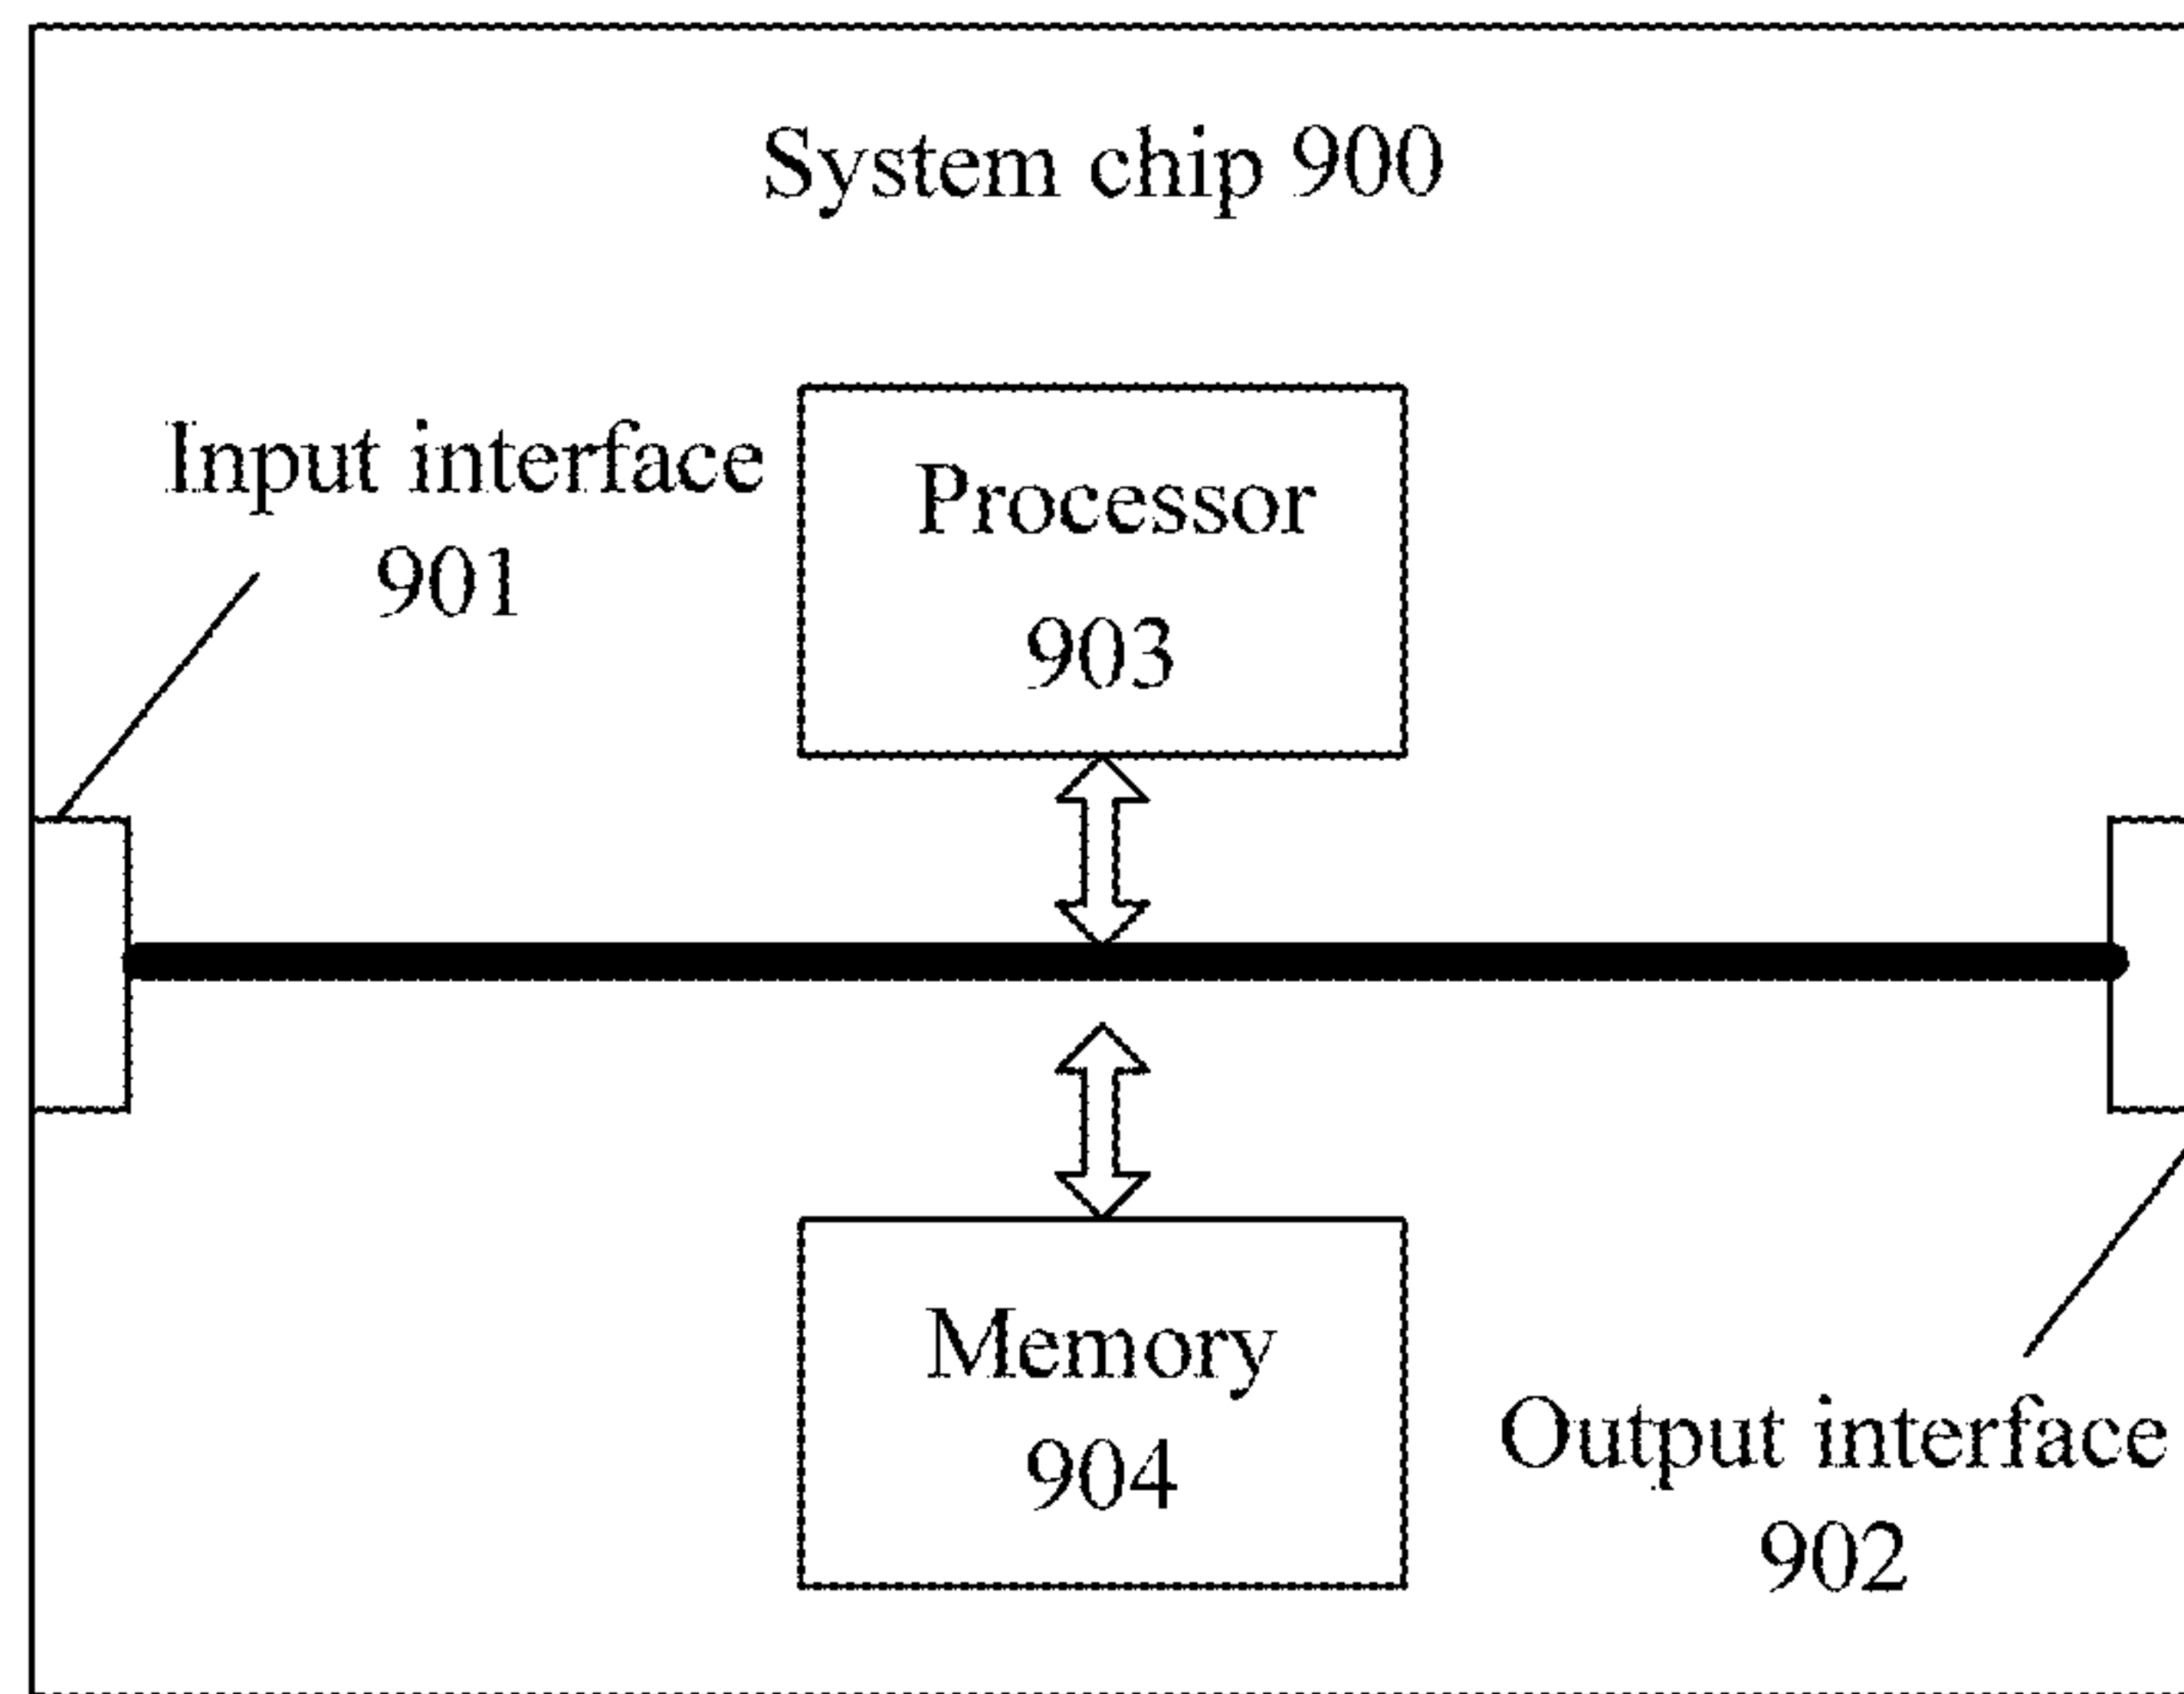 System chip 900
Input interface
901
Processor
903
Memory
904
Output interface
902